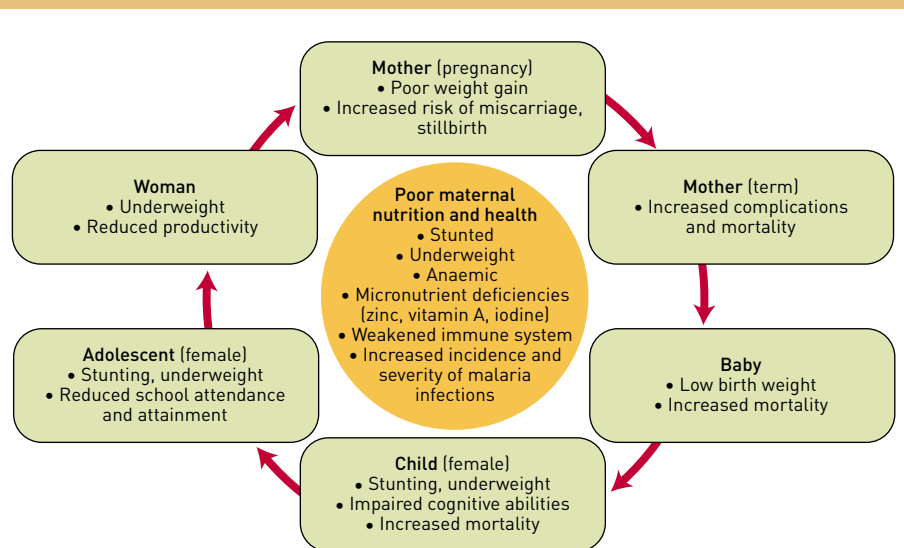 Mother (pregnancy)
• Poor weight gain
• Increased risk of miscarriage,
stillbirth
Mother (term)
• Increased complications
and mortality
Baby
• Low birth weight
• Increased mortality
Child (female)
• Stunting, underweight
• Impaired cognitive abilities
• Increased mortality
Adolescent (female)
• Stunting, underweight
• Reduced school attendance
and attainment
Woman
• Underweight
• Reduced productivity
Poor maternal
nutrition and health
• Stunted
• Underweight
• Anaemic
• Micronutrient deficiencies
(zinc, vitamin A, iodine)
• Weakened immune system
• Increased incidence and
severity of malaria
infections